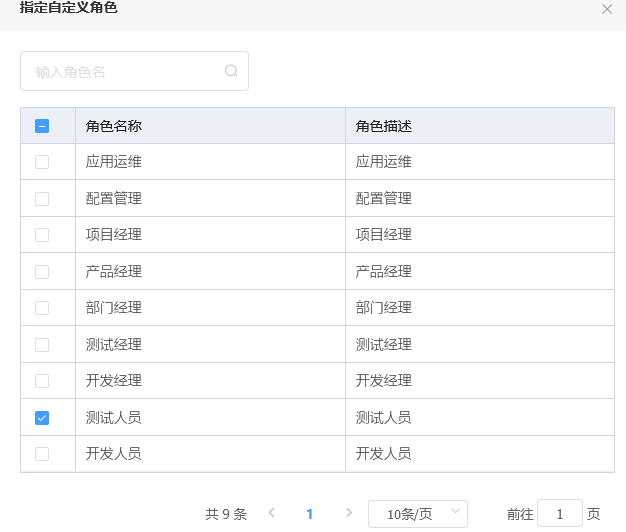 指定自定义角色
输入角色名
角色名称 角色描述
应用运维 应用运维
配置管理 配置管理
项目经理 项目经理
产品经理 产品经理
部门经理 部门经理
测试经理 测试经理
开发经理 开发经理
测试人员 测试人员
开发人员 开发人员
共 9 条 1 10条/页 前往 1 页